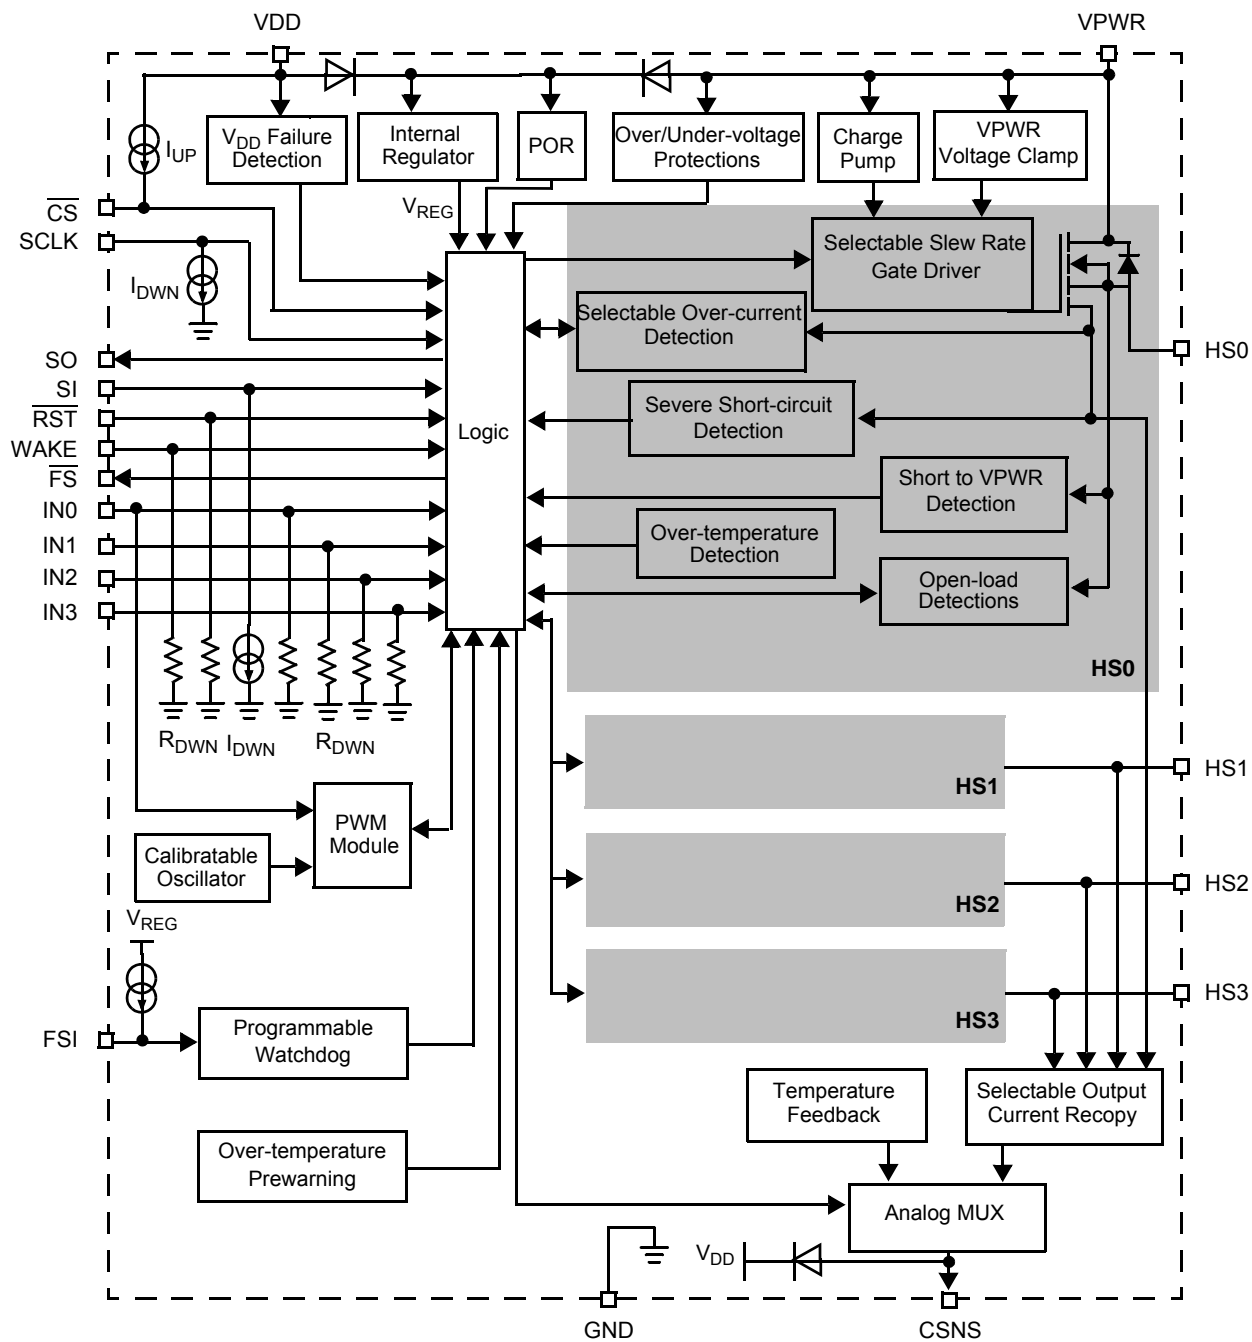 VDD
VPWR
IUP
VDD Failure
Detection
Internal
Regulator
POR
Over/Under-voltage
Protections
Charge
Pump
VPWR
Voltage Clamp
VREG
CS
SCLK
IDWN
SO
SI
RST
WAKE
FS
IN0
IN1
IN2
IN3
Logic
Selectable Slew Rate
Gate Driver
Selectable Over-current
Detection
Severe Short-circuit
Detection
Short to VPWR
Detection
Over-temperature
Detection
Open-load
Detections
HS0
HS0
RDWN
IDWN
RDWN
PWM
Module
Calibratable
Oscillator
VREG
FSI
Programmable
Watchdog
Over-temperature
Prewarning
HS1
HS1
HS2
HS2
HS3
HS3
Temperature
Feedback
Selectable Output
Current Recopy
Analog MUX
VDD
GND
CSNS